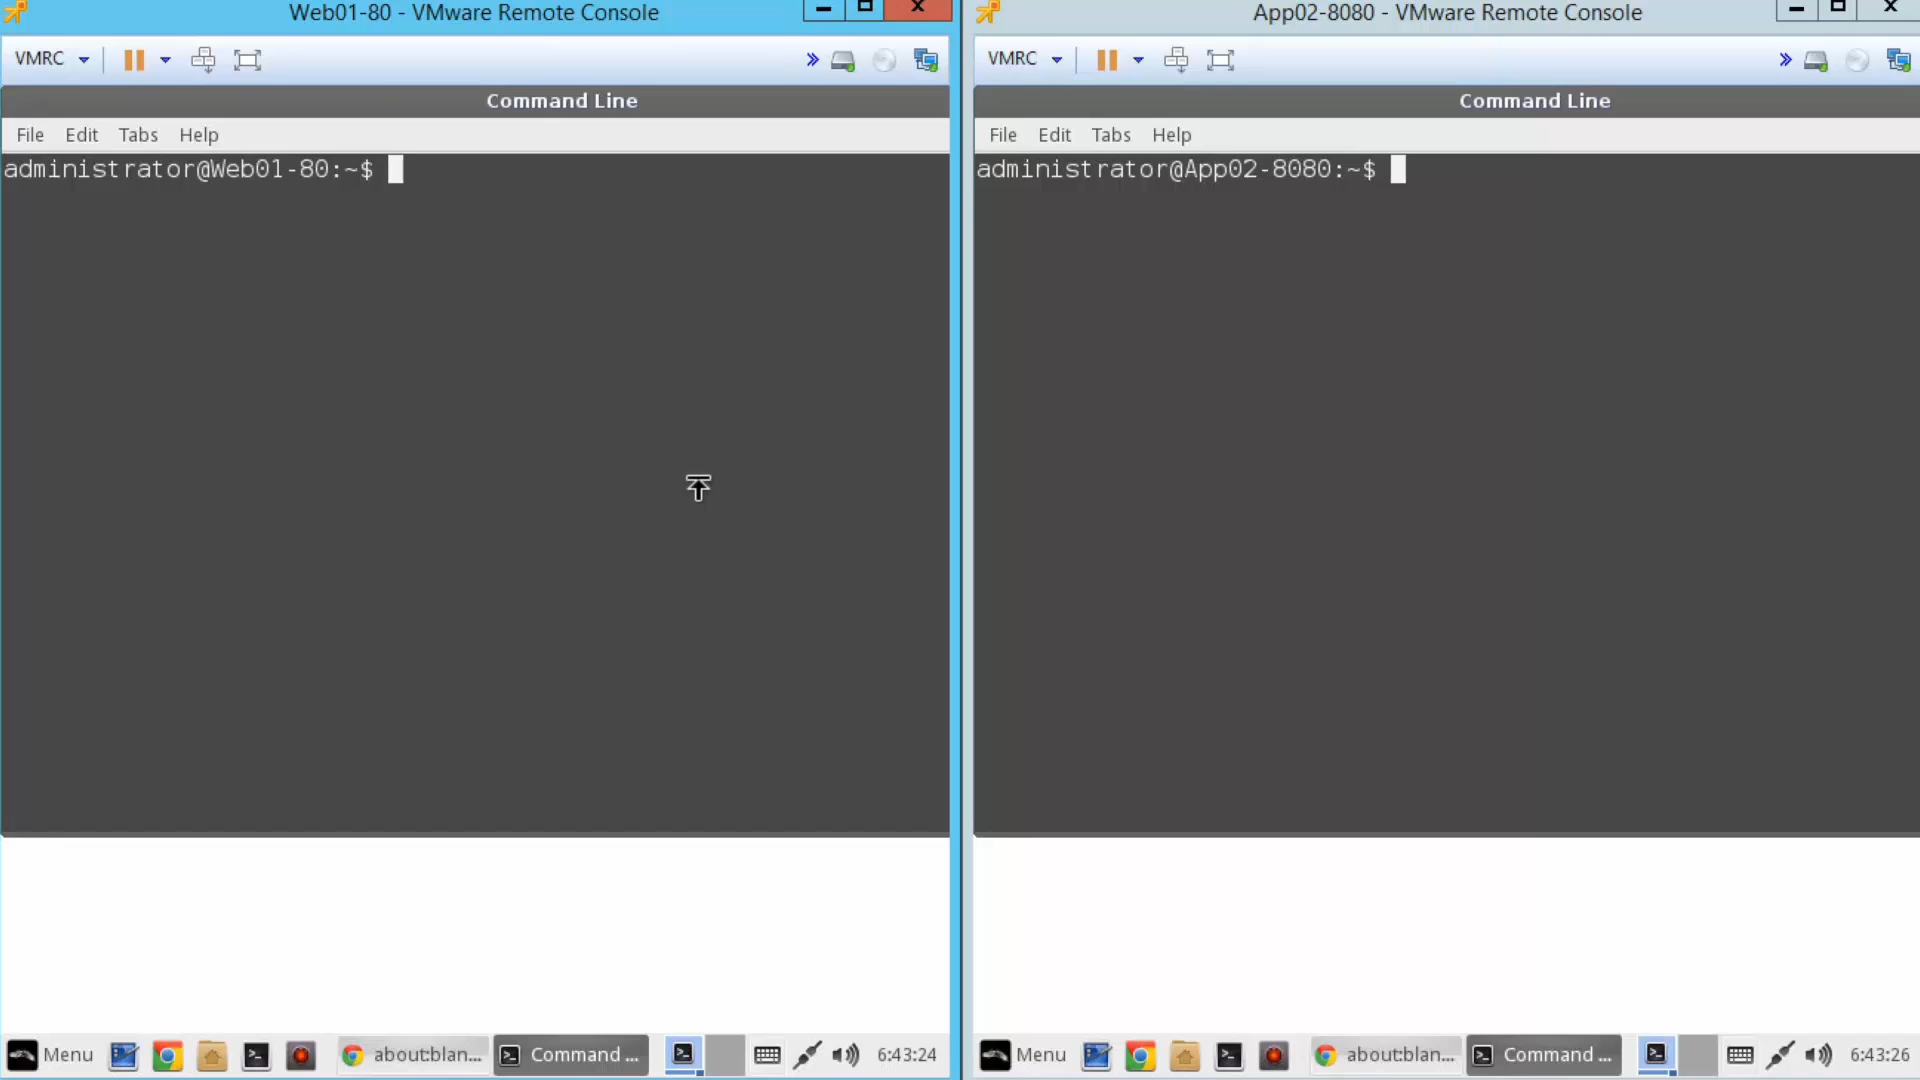 Web01-80 - VMware Remote Console
VMRC
Command Line
File Edit Tabs Help
administrator@Web01-80:~$
Menu about:blan... Command ... 6:43:24
App02-8080 - VMware Remote Console
VMRC
Command Line
File Edit Tabs Help
administrator@App02-8080:~$
Menu about:blan... Command ... 6:43:26